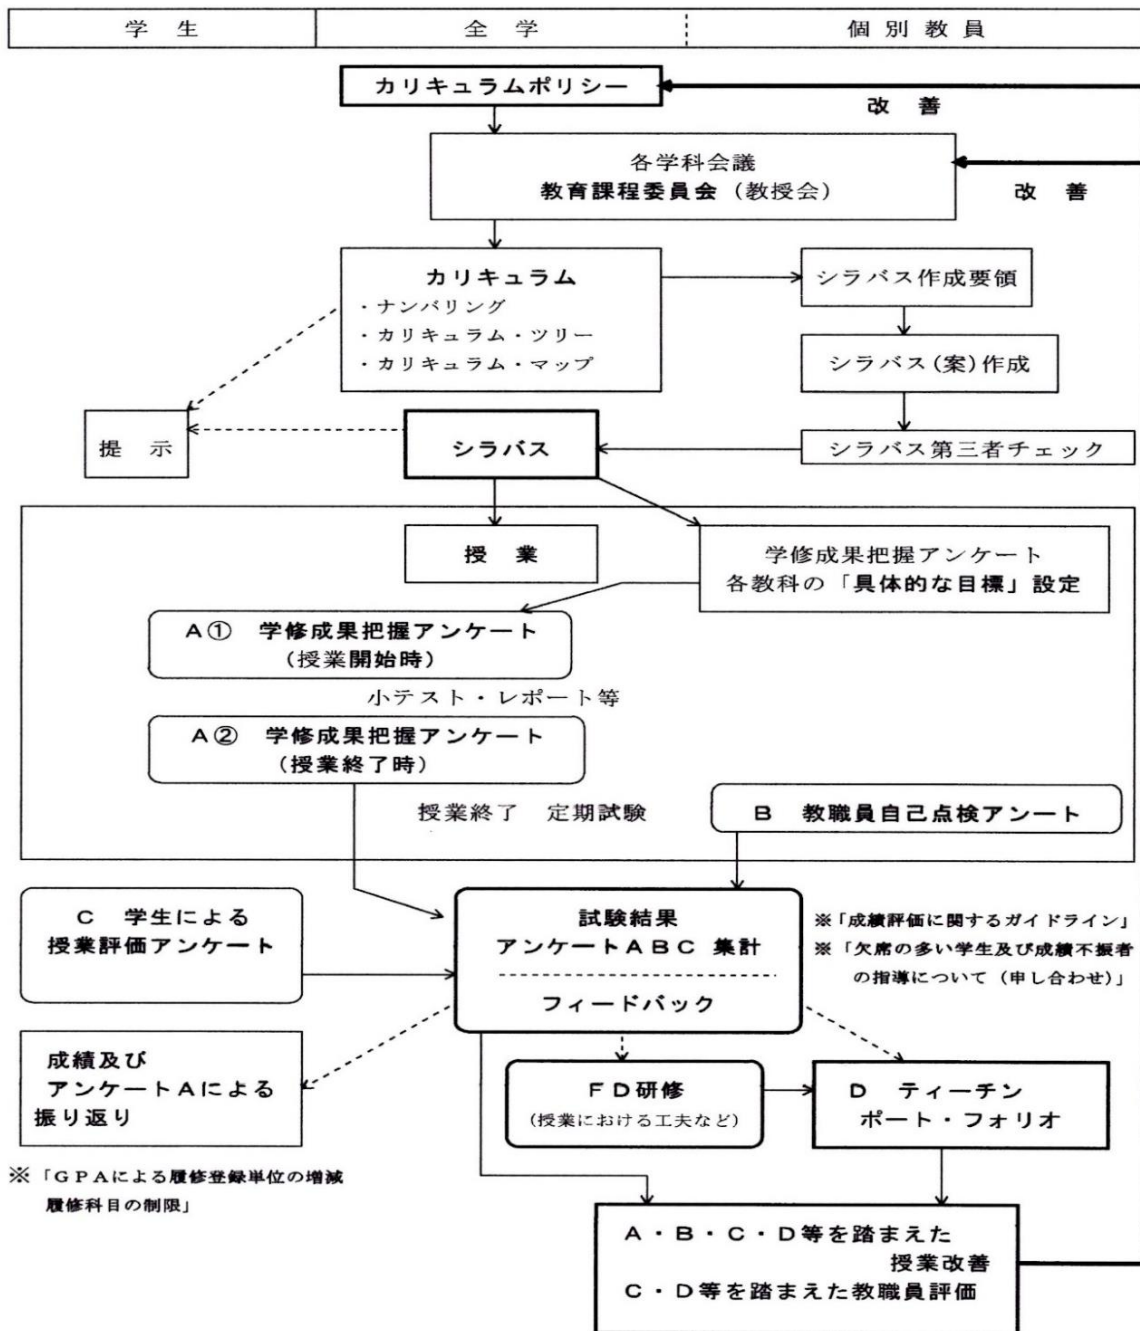 学生
全学
個別教員
カリキュラムポリシー
改善
各学科会議
教育課程委員会（教授会）
改善
カリキュラム
・ナンバリング
・カリキュラム・ツリー
・カリキュラム・マップ
シラバス作成要領
シラバス(案)作成
提示
シラバス
シラバス第三者チェック
授業
学修成果把握アンケート
各教科の「具体的な目標」設定
A① 学修成果把握アンケート
(授業開始時)
小テスト・レポート等
A② 学修成果把握アンケート
(授業終了時)
授業終了 定期試験
B 教職員自己点検アンート
C 学生による
授業評価アンケート
試験結果
アンケートABC 集計
フィードバック
※「成績評価に関するガイドライン」
※「欠席の多い学生及び成績不振者
の指導について（申し合わせ）」
成績及び
アンケートAによる
振り返り
FD研修
(授業における工夫など)
D ティーチン
ポート・フォリオ
※「GPAによる履修登録単位の増減
履修科目の制限」
A・B・C・D等を踏まえた
授業改善
C・D等を踏まえた教職員評価